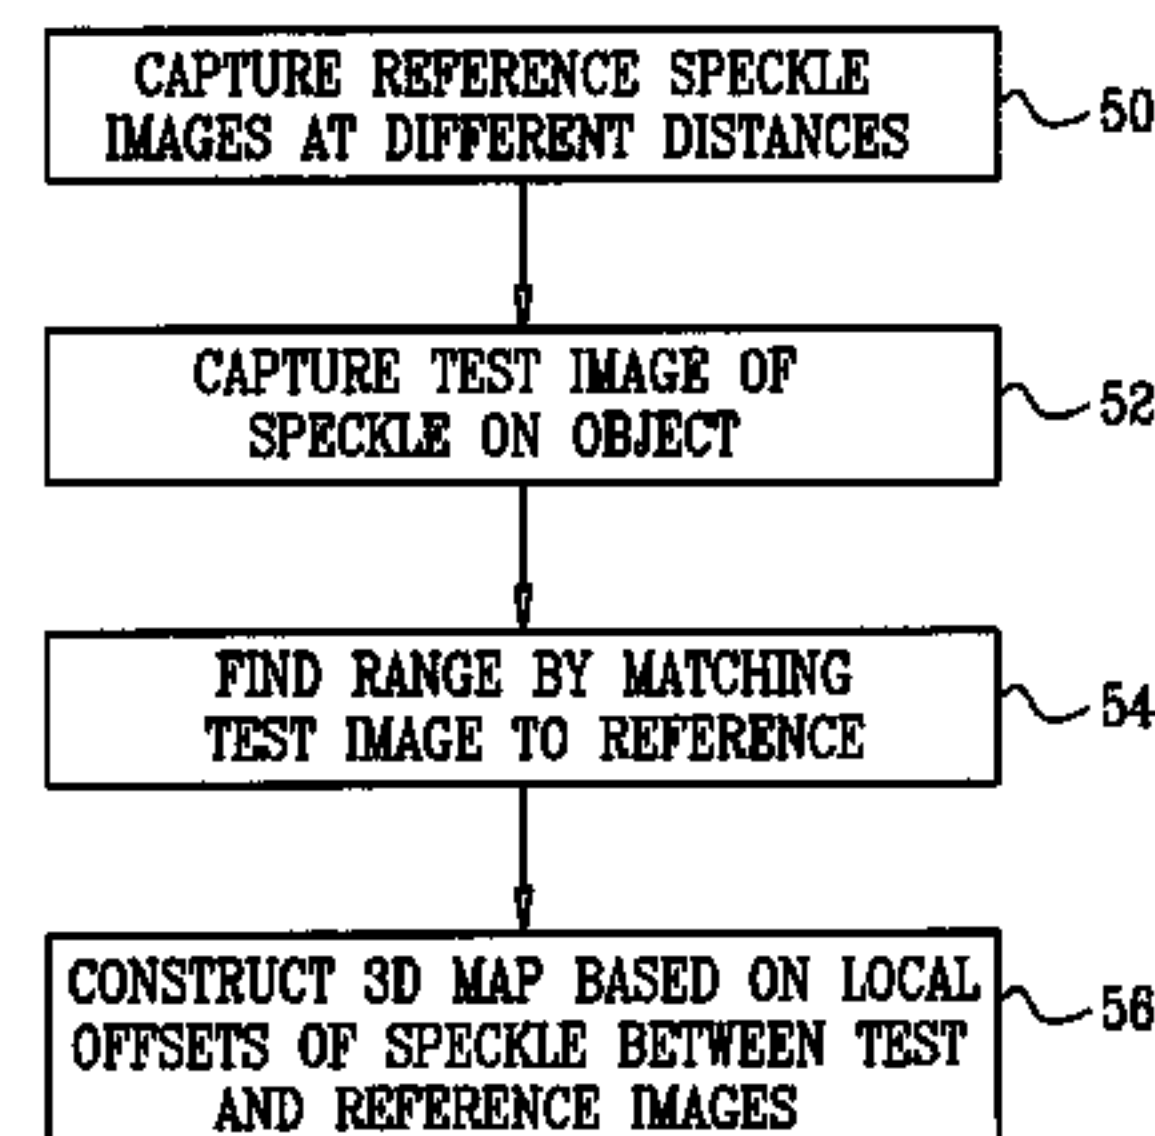 CAPTURE REFERENCE SPECKLE
IMAGES AT DIFFERENT DISTANCES
50
CAPTURE TEST IMAGE OF
SPECKLE ON OBJECT
52
FIND RANGE BY MATCHING
TEST IMAGE TO REFERENCE
54
CONSTRUCT 3D MAP BASED ON LOCAL
OFFSETS OF SPECKLE BETWEEN TEST
AND REFERENCE IMAGES
56